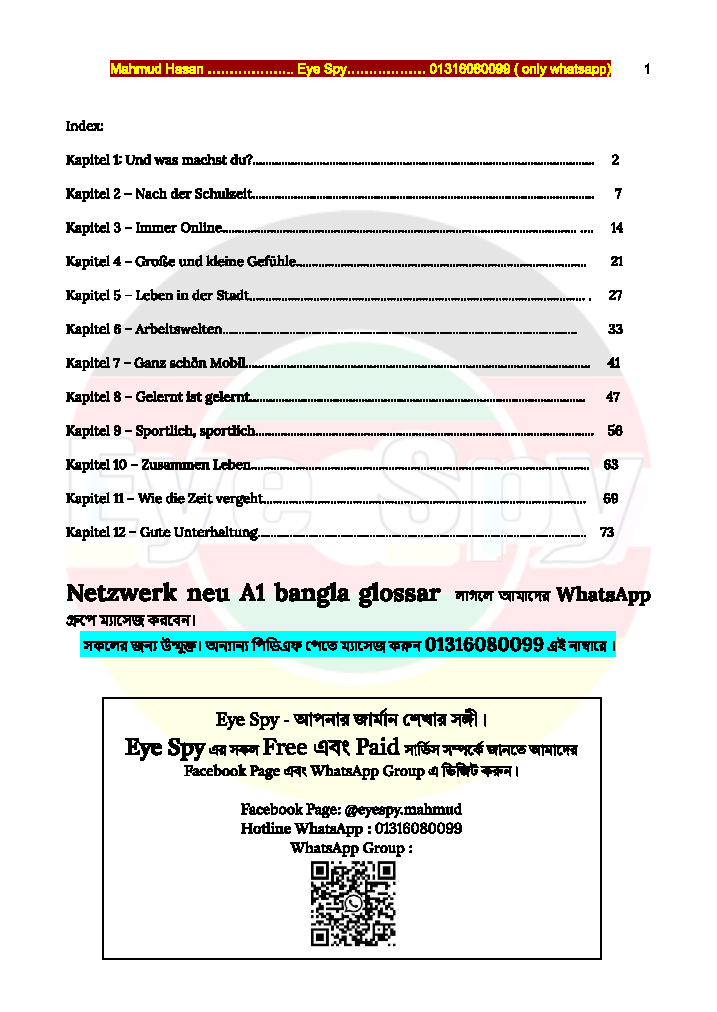 Mahmud Hasan ……………….. Eye Spy……………… 01316080099 ( only whatsapp) 1
Index:
Kapitel 1: Und was machst du?........................................................................................................ 2
Kapitel 2 – Nach der Schulzeit........................................................................................................ 7
Kapitel 3 – Immer Online............................................................................................................. .... 14
Kapitel 4 – Große und kleine Gefühle......................................................................................... 21
Kapitel 5 – Leben in der Stadt....................................................................................................... . 27
Kapitel 6 – Arbeitswelten............................................................................................................. 33
Kapitel 7 – Ganz schön Mobil......................................................................................................... 41
Kapitel 8 – Gelernt ist gelernt....................................................................................................... 47
Kapitel 9 – Sportlich, sportlich....................................................................................................... 56
Kapitel 10 – Zusammen Leben........................................................................................................ 63
Kapitel 11 – Wie die Zeit vergeht................................................................................................... 69
Kapitel 12 – Gute Unterhaltung.................................................................................................... 73
Netzwerk neu A1 bangla glossar লাগলে আমাদের WhatsApp
গ্রুপে ম্যাসেজ করবেন।
সকলের জন্য উন্মুক্ত। অন্যান্য পিডিএফ পেতে ম্যাসেজ করুন 01316080099 এই নাম্বারে ।
Eye Spy - আপনার জার্মান শেখার সঙ্গী ।
Eye Spy এর সকল Free এবং Paid সার্ভিস সম্পর্কে জানতে আমাদের
Facebook Page এবং WhatsApp Group এ ভিজিট করুন।
Facebook Page: @eyespy.mahmud
Hotline WhatsApp : 01316080099
WhatsApp Group :
Eye Spy